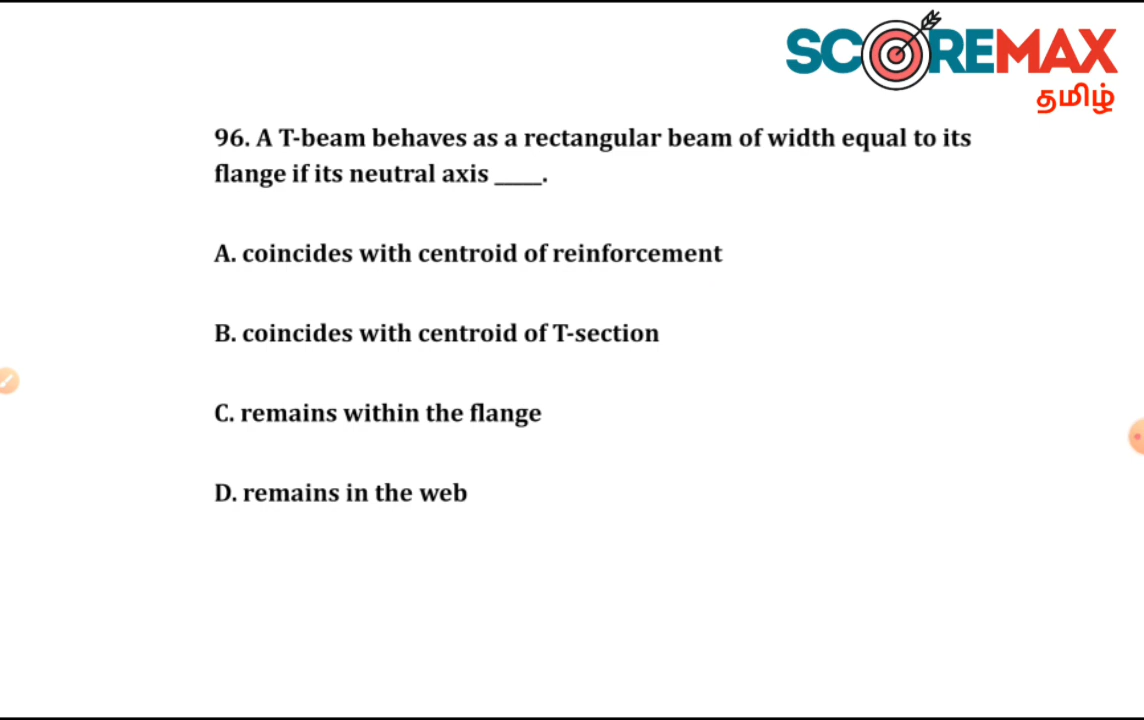 SCOREMAX
தமிழ்
96. A T-beam behaves as a rectangular beam of width equal to its
flange if its neutral axis ____.
A. coincides with centroid of reinforcement
B. coincides with centroid of T-section
C. remains within the flange
D. remains in the web